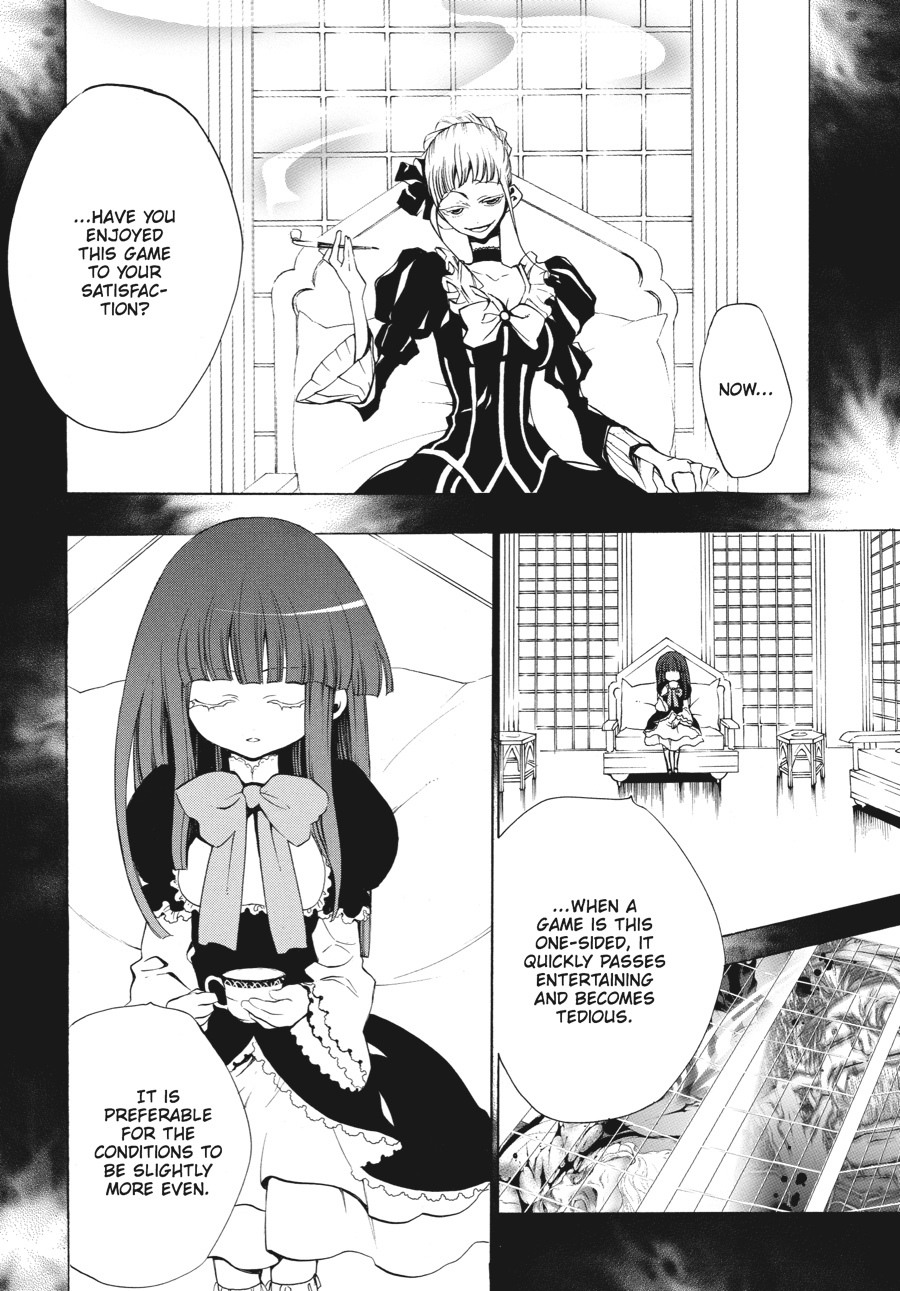 NOW...
...HAVE YOU
ENJOYED
THIS GAME
TO YOUR
SATISFAC-
TION?
...WHEN A
GAME IS THIS
ONE-SIDED, IT
QUICKLY PASSES
ENTERTAINING
AND BECOMES
TEDIOUS.
IT IS
PREFERABLE
FOR THE
CONDITIONS TO
BE SLIGHTLY
MORE EVEN.